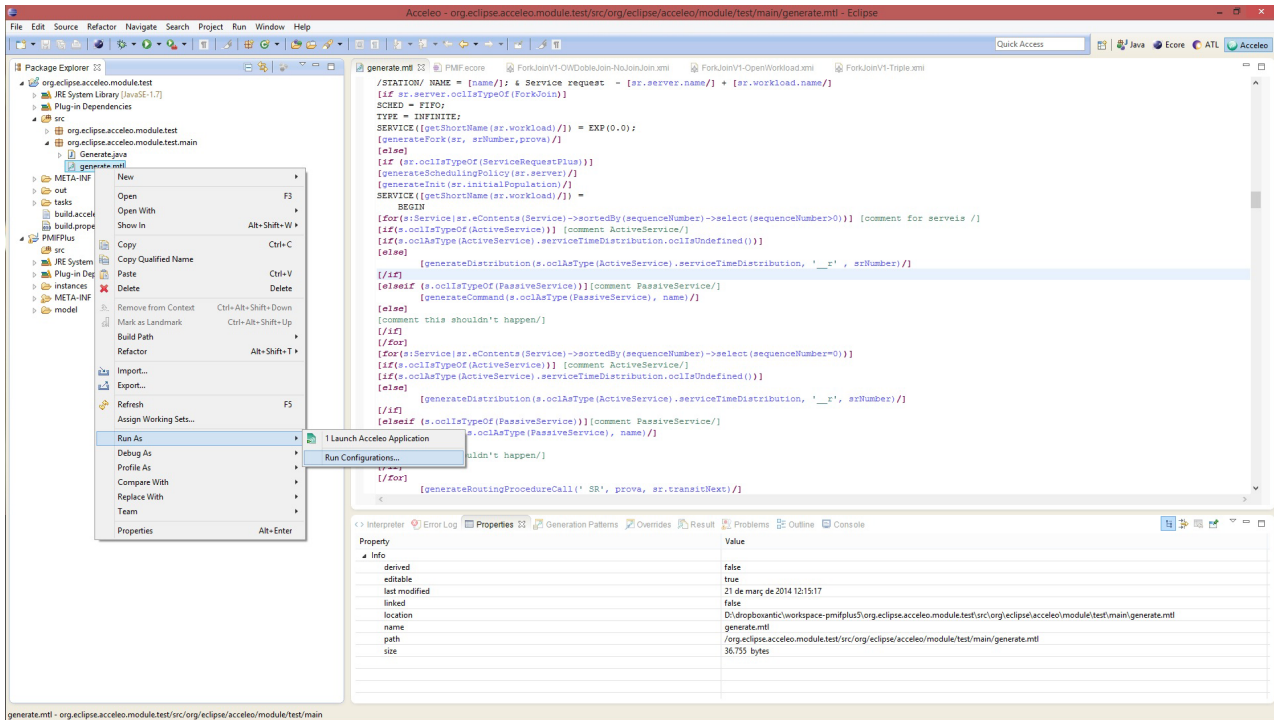 Acceleo - org.eclipse.acceleo.module.test/src/org/eclipse/acceleo/module/test/main/generate.mtl - Eclipse
File Edit Source Refactor Navigate Search Project Run Window Help
Quick Access
Java
Ecore
ATL
Acceleo
Package Explorer
org.eclipse.acceleo.module.test
JRE System Library [JavaSE-1.7]
Plug-in Dependencies
src
org.eclipse.acceleo.module.test
org.eclipse.acceleo.module.test.main
Generate.java
generate.mtl
META-INF
out
tasks
build.accele
build.prope
PMIFPlus
src
JRE System
Plug-in Dep
instances
META-INF
model
New
Open F3
Open With
Show In Alt+Shift+W
Copy Ctrl+C
Copy Qualified Name
Paste Ctrl+V
Delete Delete
Remove from Context Ctrl+Alt+Shift+Down
Mark as Landmark Ctrl+Alt+Shift+Up
Build Path
Refactor Alt+Shift+T
Import...
Export...
Refresh F5
Assign Working Sets...
Run As
Debug As
Profile As
Compare With
Replace With
Team
Properties Alt+Enter
1 Launch Acceleo Application
Run Configurations...
generate.mtl PMIF.ecore ForkJoinV1-OWDobleJoin-NoJoinJoin.xmi ForkJoinV1-OpenWorkload.xmi ForkJoinV1-Triple.xmi
/STATION/ NAME = [name/]; & Service request - [sr.server.name/] + [sr.workload.name/]
[if sr.server.oclIsTypeOf(ForkJoin)]
SCHED = FIFO;
TYPE = INFINITE;
SERVICE([getShortName(sr.workload)/]) = EXP(0.0);
[generateFork(sr, srNumber,prova)/]
[else]
[if (sr.oclIsTypeOf(ServiceRequestPlus))]
[generateSchedulingPolicy(sr.server)/]
[generateInit(sr.initialPopulation)/]
SERVICE([getShortName(sr.workload)/]) =
BEGIN
[for(s:Service|sr.eContents(Service)->sortedBy(sequenceNumber)->select(sequenceNumber>0))] [comment for serveis /]
[if(s.oclIsTypeOf(ActiveService))] [comment ActiveService/]
[if(s.oclAsType(ActiveService).serviceTimeDistribution.oclIsUndefined())]
[else]
[generateDistribution(s.oclAsType(ActiveService).serviceTimeDistribution, '__r' , srNumber)/]
[/if]
[elseif (s.oclIsTypeOf(PassiveService))][comment PassiveService/]
[generateCommand(s.oclAsType(PassiveService), name)/]
[else]
[comment this shouldn't happen/]
[/if]
[/for]
[for(s:Service|sr.eContents(Service)->sortedBy(sequenceNumber)->select(sequenceNumber=0))]
[if(s.oclIsTypeOf(ActiveService))] [comment ActiveService/]
[if(s.oclAsType(ActiveService).serviceTimeDistribution.oclIsUndefined())]
[else]
[generateDistribution(s.oclAsType(ActiveService).serviceTimeDistribution, '__r', srNumber)/]
[/if]
[elseif (s.oclIsTypeOf(PassiveService))][comment PassiveService/]
s.oclAsType(PassiveService), name)/]
uldn't happen/]
[/for]
[generateRoutingProcedureCall(' SR', prova, sr.transitNext)/]
Interpreter Error Log Properties Generation Patterns Overrides Result Problems Outline Console
Property Value
Info
derived false
editable true
last modified 21 de març de 2014 12:15:17
linked false
location D:\dropboxantic\workspace-pmifplus5\org.eclipse.acceleo.module.test\src\org\eclipse\acceleo\module\test\main\generate.mtl
name generate.mtl
path /org.eclipse.acceleo.module.test/src/org/eclipse/acceleo/module/test/main/generate.mtl
size 36.755 bytes
generate.mtl - org.eclipse.acceleo.module.test/src/org/eclipse/acceleo/module/test/main